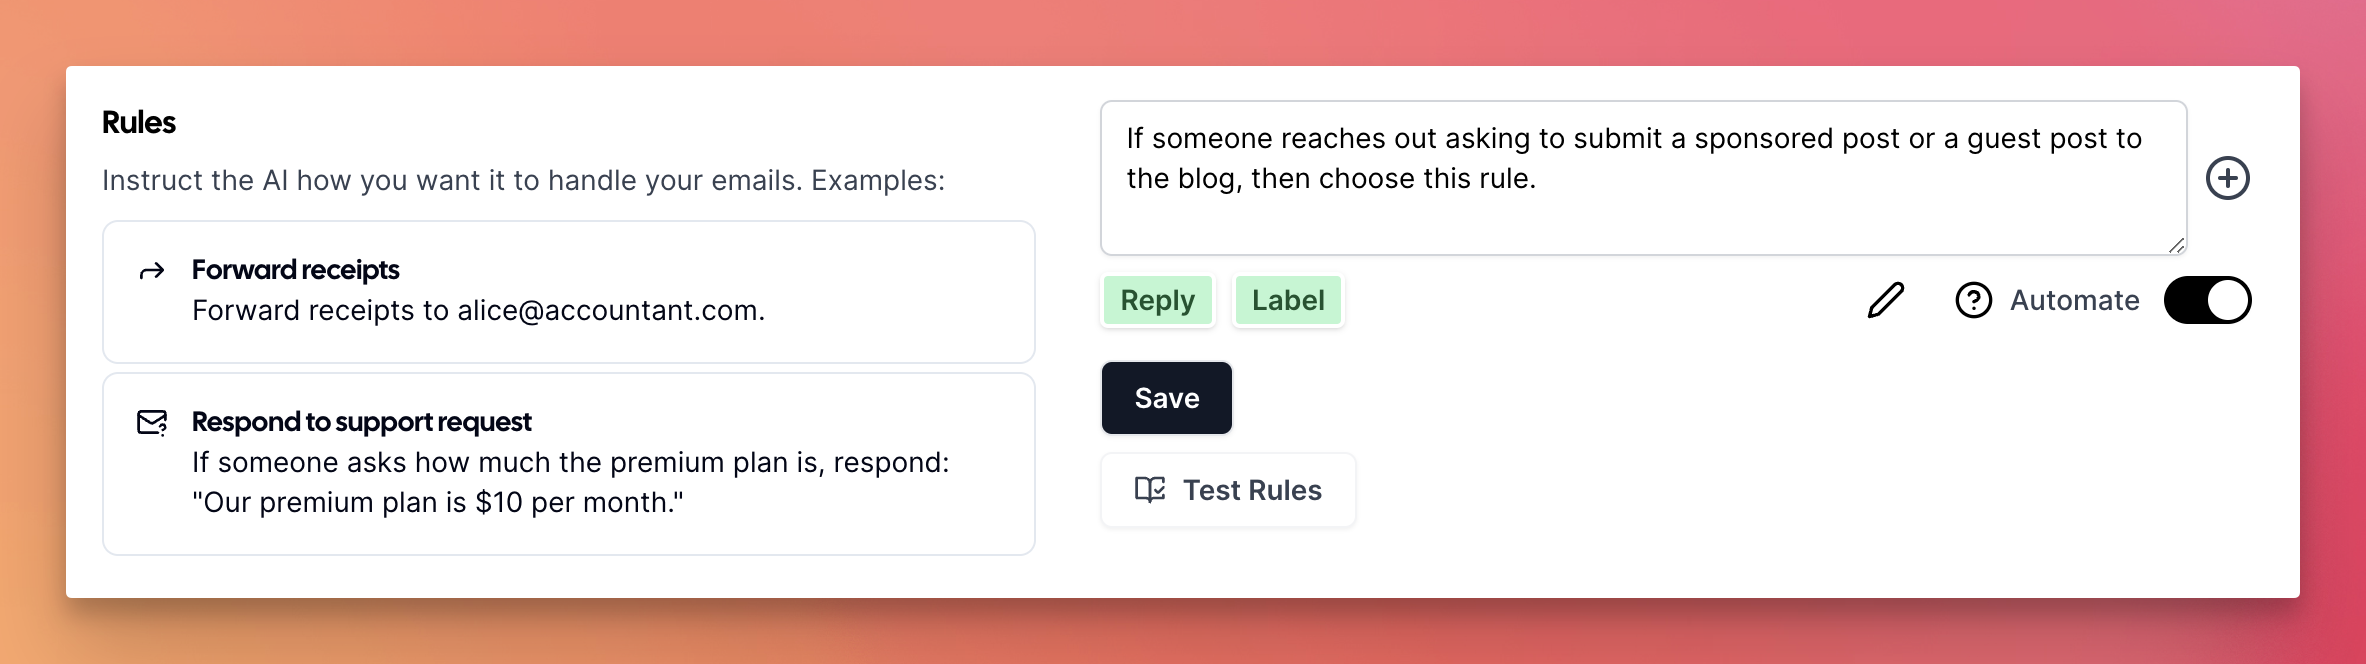 Rules
Instruct the AI how you want it to handle your emails. Examples:
Forward receipts
Forward receipts to alice@accountant.com.
Respond to support request
If someone asks how much the premium plan is, respond:
"Our premium plan is $10 per month."
If someone reaches out asking to submit a sponsored post or a guest post to
the blog, then choose this rule.
Reply
Label
Automate
Save
Test Rules